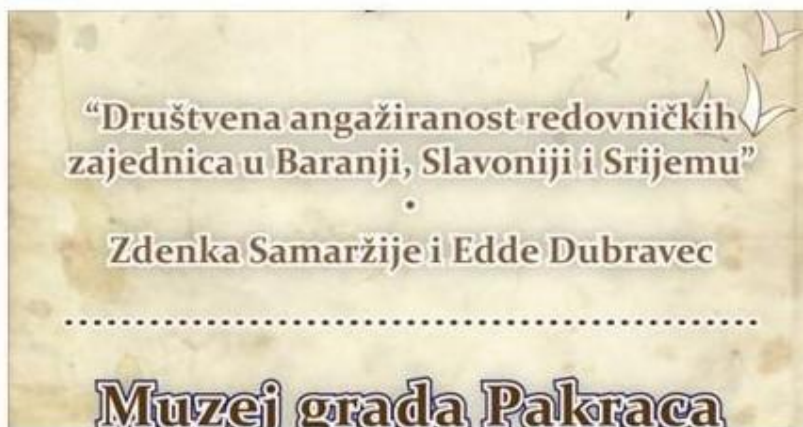 “Društvena angažiranost redovničkih
zajednica u Baranji, Slavoniji i Srijemu”
•
Zdenka Samaržije i Edde Dubravec
Muzej grada Pakraca